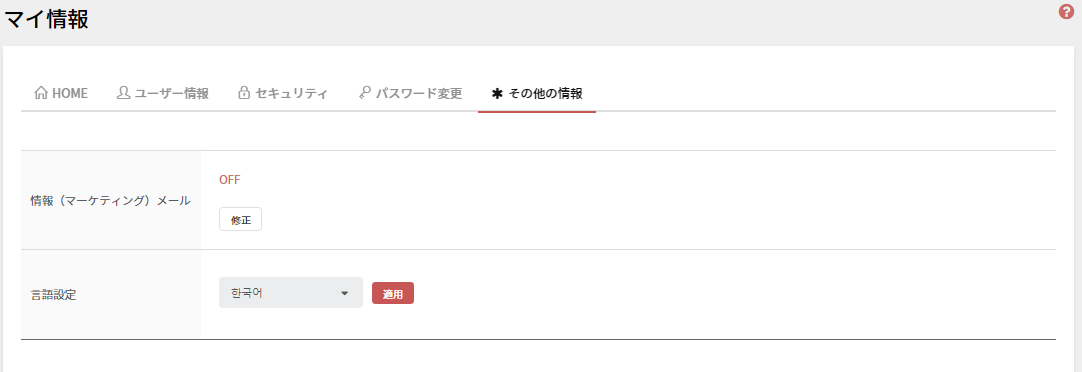 マイ情報
?
HOME ユーザー情報 セキュリティ パスワード変更 その他の情報
OFF
情報（マーケティング）メール
修正
言語設定 한국어 適用